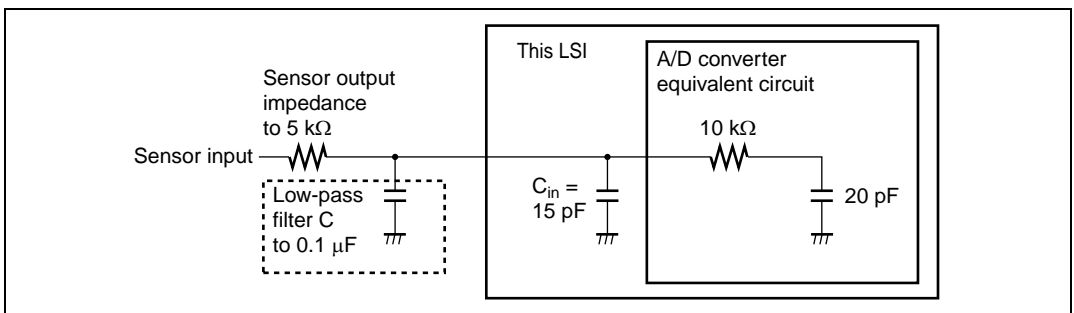 This LSI
A/D converter
equivalent circuit
Sensor output
impedance
to 5 kΩ
10 kΩ
Sensor input
Low-pass
filter C
to 0.1 μF
Cin =
15 pF
20 pF